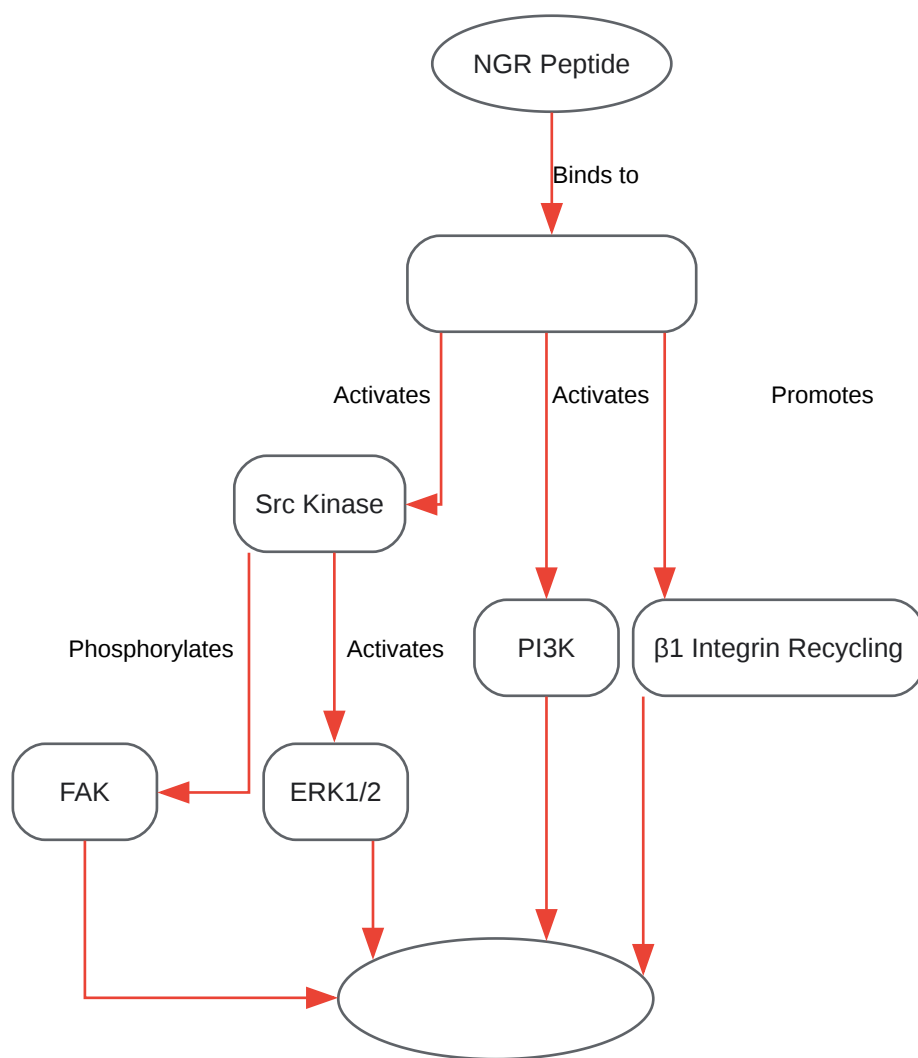 NGR Peptide
Binds to
Activates
Activates
Promotes
Src Kinase
Phosphorylates
Activates
PI3K
β1 Integrin Recycling
FAK
ERK1/2